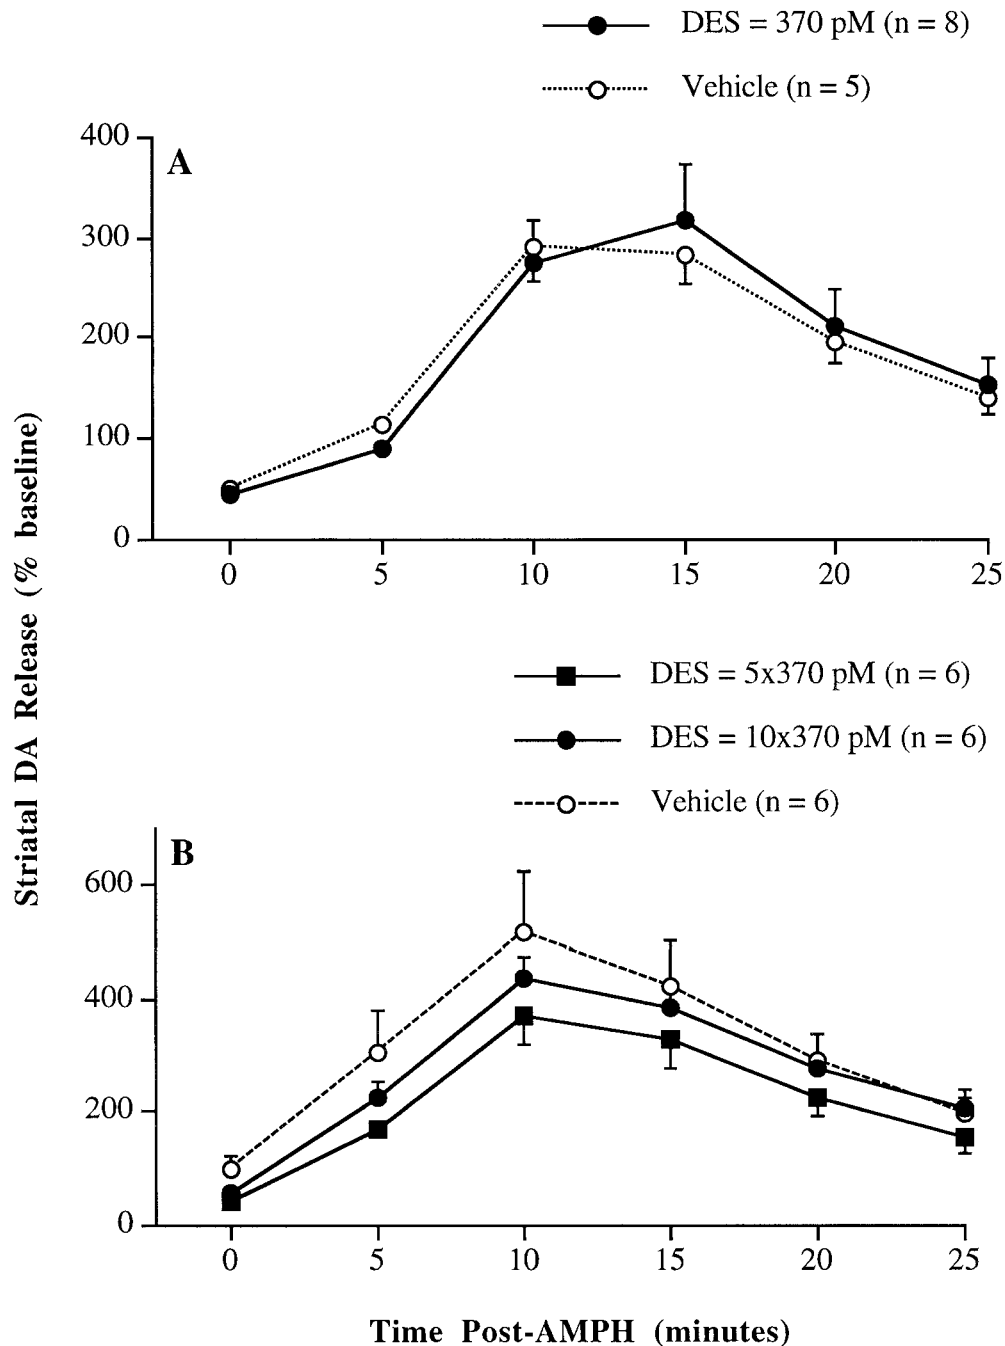 DES = 370 pM (n = 8)
Vehicle (n = 5)
A
400
300
200
100
0
0 5 10 15 20 25
Striatal DA Release (% baseline)
DES = 5x370 pM (n = 6)
DES = 10x370 pM (n = 6)
Vehicle (n = 6)
B
600
400
200
0
0 5 10 15 20 25
Time Post-AMPH (minutes)